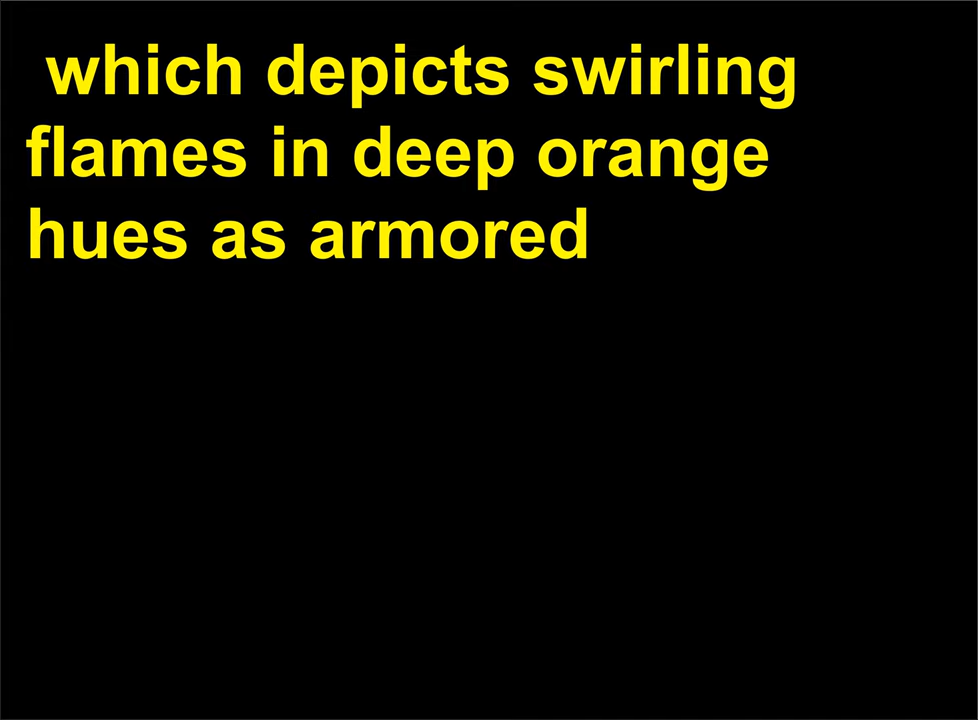 which depicts swirling
flames in deep orange
hues as armored